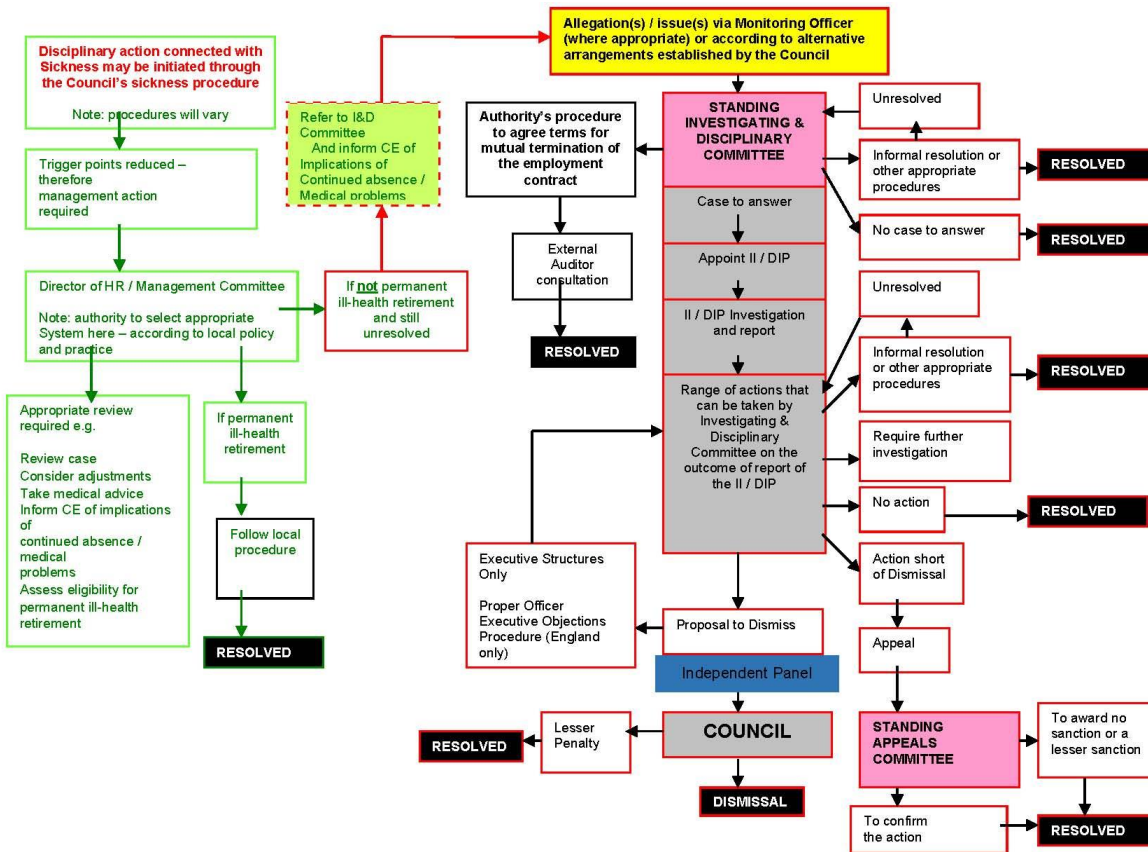 Allegation(s) / issue(s) via Monitoring Officer
(where appropriate) or according to alternative
arrangements established by the Council
Disciplinary action connected with
Sickness may be initiated through
the Council's sickness procedure
Note: procedures will vary
Trigger points reduced –
therefore
management action
required
Director of HR / Management Committee
Note: authority to select appropriate
System here – according to local policy
and practice
Appropriate review
required e.g.
Review case
Consider adjustments
Take medical advice
Inform CE of implications
of
continued absence /
medical
problems
Assess eligibility for
permanent ill-health
retirement
If permanent
ill-health
retirement
Follow local
procedure
RESOLVED
Refer to I&D
Committee
And inform CE of
Implications of
Continued absence /
Medical problems
If not permanent
ill-health retirement
and still
unresolved
Authority's procedure
to agree terms for
mutual termination
of the employment
contract
External
Auditor
consultation
RESOLVED
STANDING
INVESTIGATING &
DISCIPLINARY
COMMITTEE
Unresolved
Informal resolution or
other appropriate
procedures
RESOLVED
No case to answer
RESOLVED
Case to answer
Appoint II / DIP
II / DIP Investigation
and report
Range of actions that
can be taken by
Investigating &
Disciplinary
Committee on the
outcome of report of
the II / DIP
Unresolved
Informal resolution
or other appropriate
procedures
RESOLVED
Require further
investigation
No action
RESOLVED
Action short
of Dismissal
Appeal
Executive Structures
Only
Proper Officer
Executive Objections
Procedure (England
only)
Proposal to Dismiss
Independent Panel
COUNCIL
Lesser
Penalty
RESOLVED
DISMISSAL
STANDING
APPEALS
COMMITTEE
To award no
sanction or a
lesser sanction
To confirm
the action
RESOLVED